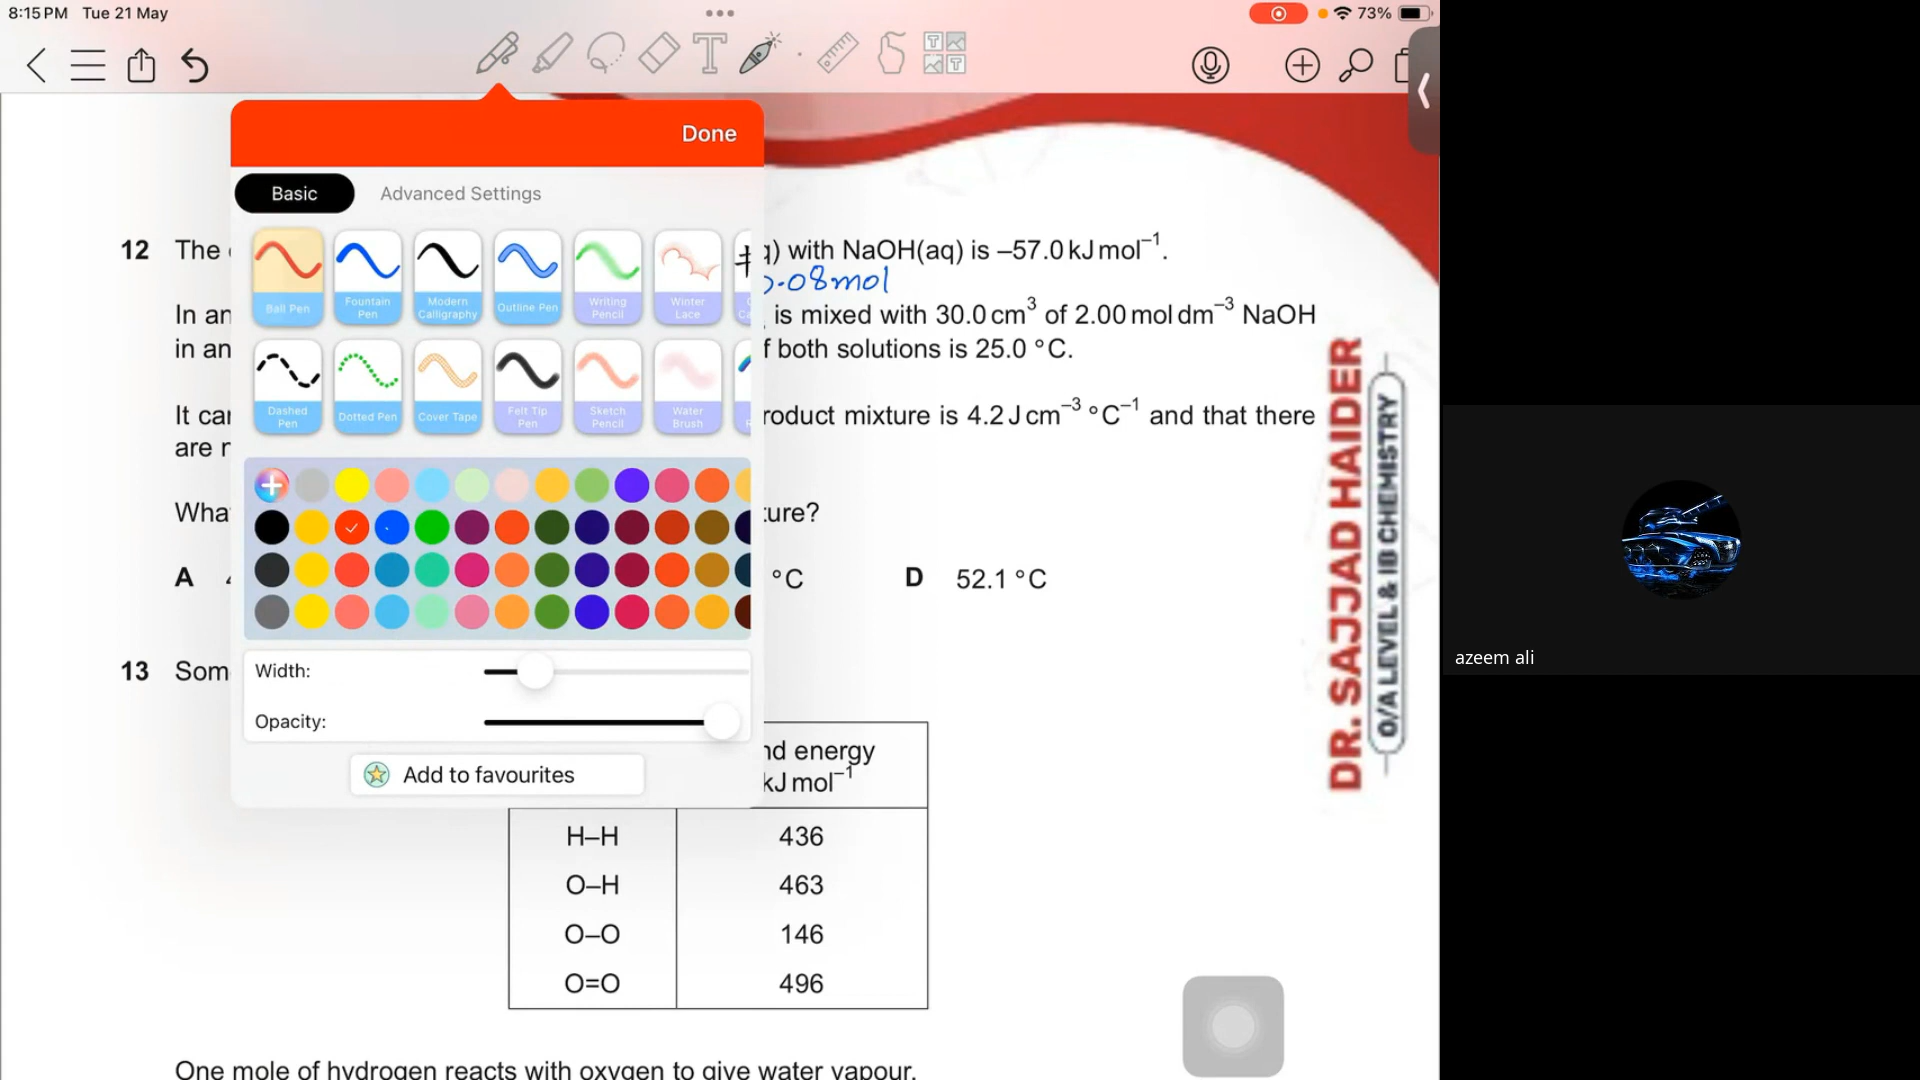 8:15 PM Tue 21 May
73%
Done
Basic Advanced Settings
Ball Pen
Fountain Pen
Modern Calligraphy
Outline Pen
Writing Pencil
Winter Lace
Dashed Pen
Dotted Pen
Cover Tape
Felt Tip Pen
Sketch Pencil
Water Brush
Width:
Opacity:
Add to favourites
12 The q) with NaOH(aq) is –57.0 kJ mol⁻¹.
0.08mol
In an is mixed with 30.0 cm³ of 2.00 mol dm⁻³ NaOH
in an f both solutions is 25.0 °C.
It can roduct mixture is 4.2 J cm⁻³ °C⁻¹ and that there
are n
What ture?
A °C D 52.1 °C
13 Som
nd energy
kJ mol⁻¹
H–H 436
O–H 463
O–O 146
O=O 496
One mole of hydrogen reacts with oxygen to give water vapour.
DR. SAJJAD HAIDER
O/A LEVEL & IB CHEMISTRY
azeem ali